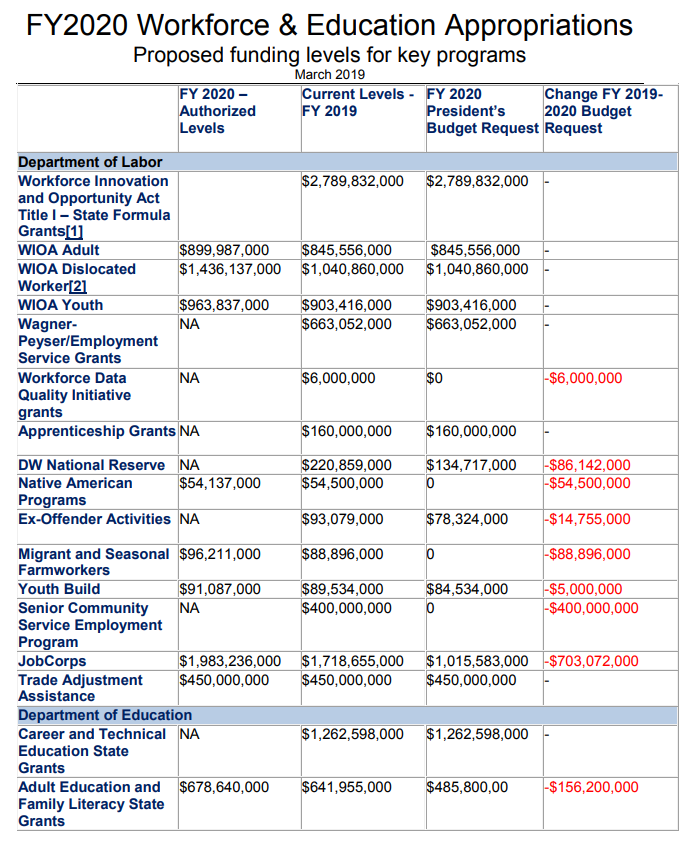 FY2020 Workforce & Education Appropriations
Proposed funding levels for key programs
March 2019
FY 2020 – Authorized Levels | Current Levels - FY 2019 | FY 2020 President's Budget Request | Change FY 2019-2020 Budget Request
Department of Labor
Workforce Innovation and Opportunity Act Title I – State Formula Grants[1] | | $2,789,832,000 | $2,789,832,000 | -
WIOA Adult | $899,987,000 | $845,556,000 | $845,556,000 | -
WIOA Dislocated Worker[2] | $1,436,137,000 | $1,040,860,000 | $1,040,860,000 | -
WIOA Youth | $963,837,000 | $903,416,000 | $903,416,000 | -
Wagner-Peyser/Employment Service Grants | NA | $663,052,000 | $663,052,000 | -
Workforce Data Quality Initiative grants | NA | $6,000,000 | $0 | -$6,000,000
Apprenticeship Grants | NA | $160,000,000 | $160,000,000 | -
DW National Reserve | NA | $220,859,000 | $134,717,000 | -$86,142,000
Native American Programs | $54,137,000 | $54,500,000 | 0 | -$54,500,000
Ex-Offender Activities | NA | $93,079,000 | $78,324,000 | -$14,755,000
Migrant and Seasonal Farmworkers | $96,211,000 | $88,896,000 | 0 | -$88,896,000
Youth Build | $91,087,000 | $89,534,000 | $84,534,000 | -$5,000,000
Senior Community Service Employment Program | NA | $400,000,000 | 0 | -$400,000,000
JobCorps | $1,983,236,000 | $1,718,655,000 | $1,015,583,000 | -$703,072,000
Trade Adjustment Assistance | $450,000,000 | $450,000,000 | $450,000,000 | -
Department of Education
Career and Technical Education State Grants | NA | $1,262,598,000 | $1,262,598,000 | -
Adult Education and Family Literacy State Grants | $678,640,000 | $641,955,000 | $485,800,00 | -$156,200,000